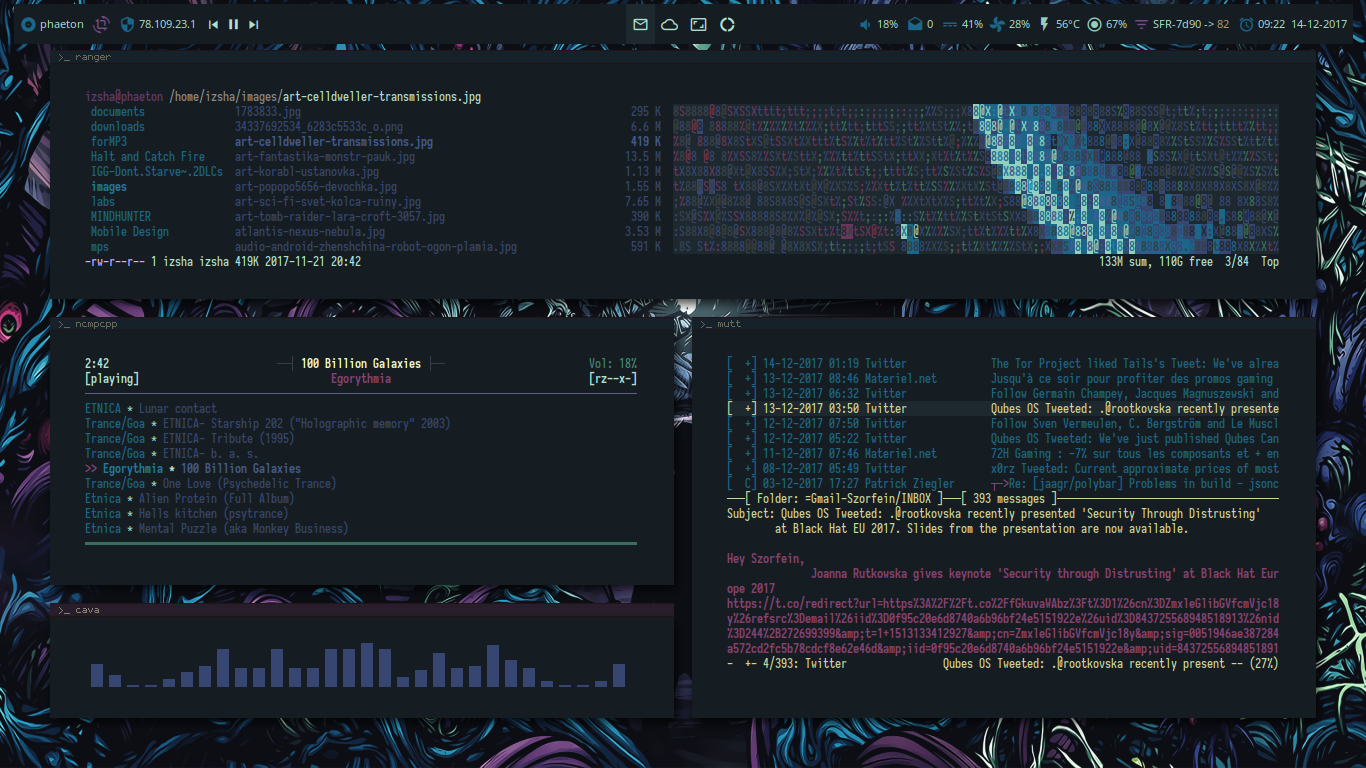 phaeton 78.109.23.1 18% 0 41% 28% 56°C 67% SFR-7d90 -> 82 09:22 14-12-2017
>_ ranger
izsha@phaeton /home/izsha/images/art-celldweller-transmissions.jpg
documents 1783833.jpg 295 K
downloads 34337692534_6283c5533c_o.png 6.6 M
forMP3 art-celldweller-transmissions.jpg 419 K
Halt and Catch Fire art-fantastika-monstr-pauk.jpg 13.5 M
IGG-Dont.Starve~.2DLCs art-korabl-ustanovka.jpg 1.13 M
images art-popopo5656-devochka.jpg 1.55 M
labs art-sci-fi-svet-kolca-ruiny.jpg 7.65 M
MINDHUNTER art-tomb-raider-lara-croft-3057.jpg 390 K
Mobile Design atlantis-nexus-nebula.jpg 3.53 M
mps audio-android-zhenshchina-robot-ogon-plamia.jpg 591 K
-rw-r--r-- 1 izsha izsha 419K 2017-11-21 20:42 133M sum, 110G free 3/84 Top
>_ ncmpcpp
2:42 ─┤ 100 Billion Galaxies ├─ Vol: 18%
[playing] Egorythmia [rz--x-]
ETNICA * Lunar contact
Trance/Goa * ETNICA- Starship 202 ("Holographic memory" 2003)
Trance/Goa * ETNICA- Tribute (1995)
Trance/Goa * ETNICA- b. a. s.
>> Egorythmia * 100 Billion Galaxies
Trance/Goa * One Love (Psychedelic Trance)
Etnica * Alien Protein (Full Album)
Etnica * Hells kitchen (psytrance)
Etnica * Mental Puzzle (aka Monkey Business)
>_ cava
>_ mutt
[ +] 14-12-2017 01:19 Twitter The Tor Project liked Tails's Tweet: We've alrea
[ +] 13-12-2017 08:46 Materiel.net Jusqu'à ce soir pour profiter des promos gaming
[ +] 13-12-2017 06:32 Twitter Follow Germain Champey, Jacques Magnuszewski and
[ +] 13-12-2017 03:50 Twitter Qubes OS Tweeted: .@rootkovska recently presente
[ +] 12-12-2017 07:50 Twitter Follow Sven Vermeulen, C. Bergström and Le Muscl
[ +] 12-12-2017 05:22 Twitter Qubes OS Tweeted: We've just published Qubes Can
[ +] 11-12-2017 07:46 Materiel.net 72H Gaming : -7% sur tous les composants et + en
[ +] 08-12-2017 05:49 Twitter x0rz Tweeted: Current approximate prices of most
[ C] 03-12-2017 17:27 Patrick Ziegler ┬─>Re: [jaagr/polybar] Problems in build - jsonc
──[ Folder: =Gmail-Szorfein/INBOX ]──[ 393 messages ]──
Subject: Qubes OS Tweeted: .@rootkovska recently presented 'Security Through Distrusting'
at Black Hat EU 2017. Slides from the presentation are now available.
Hey Szorfein,
Joanna Rutkovska gives keynote 'Security through Distrusting' at Black Hat Eur
ope 2017
https://t.co/redirect?url=https%3A%2F%2Ft.co%2FfGkuvaWAbz%3Ft%3D1%26cn%3DZmxleGlibGVfcmVjc18
y%26refsrc%3Demail%26iid%3D0f95c20e6d8740a6b96bf24e5151922e%26uid%3D843725568948518913%26nid
%3D244%2B272699399&amp;t=1+1513133412927&amp;cn=ZmxleGlibGVfcmVjc18y&amp;sig=0051946ae387284
a572cd2fc5b78cdcf8e62e46d&amp;iid=0f95c20e6d8740a6b96bf24e5151922e&amp;uid=84372556894851891
- +- 4/393: Twitter Qubes OS Tweeted: .@rootkovska recently present -- (27%)